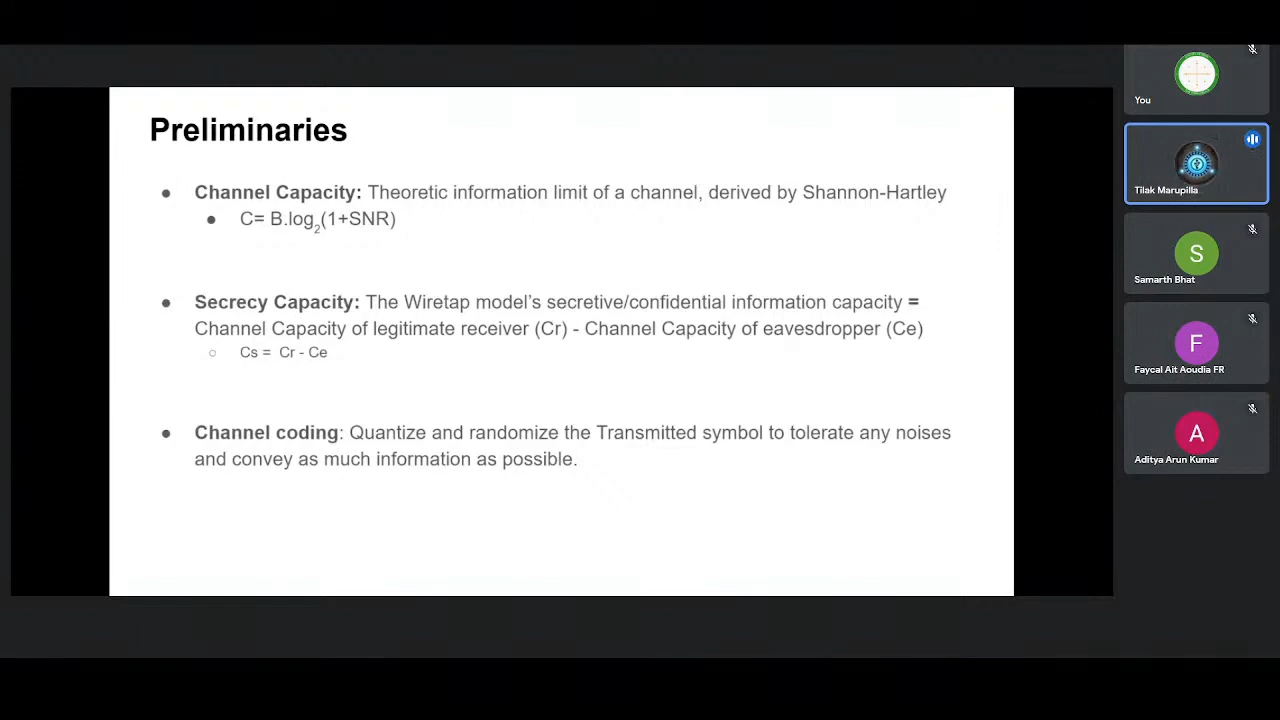 Preliminaries
● Channel Capacity: Theoretic information limit of a channel, derived by Shannon-Hartley
● C= B.log2(1+SNR)
● Secrecy Capacity: The Wiretap model's secretive/confidential information capacity =
Channel Capacity of legitimate receiver (Cr) - Channel Capacity of eavesdropper (Ce)
○ Cs = Cr - Ce
● Channel coding: Quantize and randomize the Transmitted symbol to tolerate any noises
and convey as much information as possible.
You
Tilak Marupilla
S
Samarth Bhat
F
Faycal Ait Aoudia FR
A
Aditya Arun Kumar